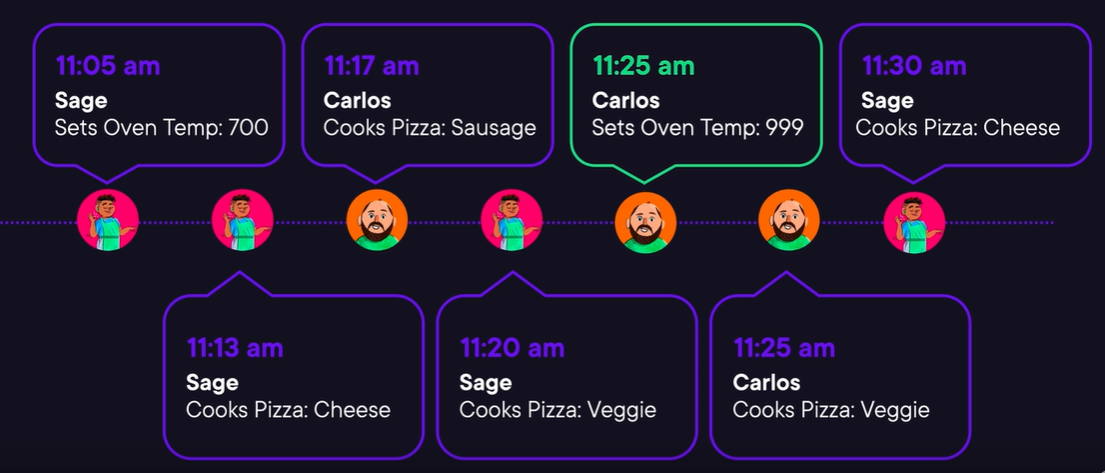 11:05 am
Sage
Sets Oven Temp: 700
11:13 am
Sage
Cooks Pizza: Cheese
11:17 am
Carlos
Cooks Pizza: Sausage
11:20 am
Sage
Cooks Pizza: Veggie
11:25 am
Carlos
Sets Oven Temp: 999
11:25 am
Carlos
Cooks Pizza: Veggie
11:30 am
Sage
Cooks Pizza: Cheese